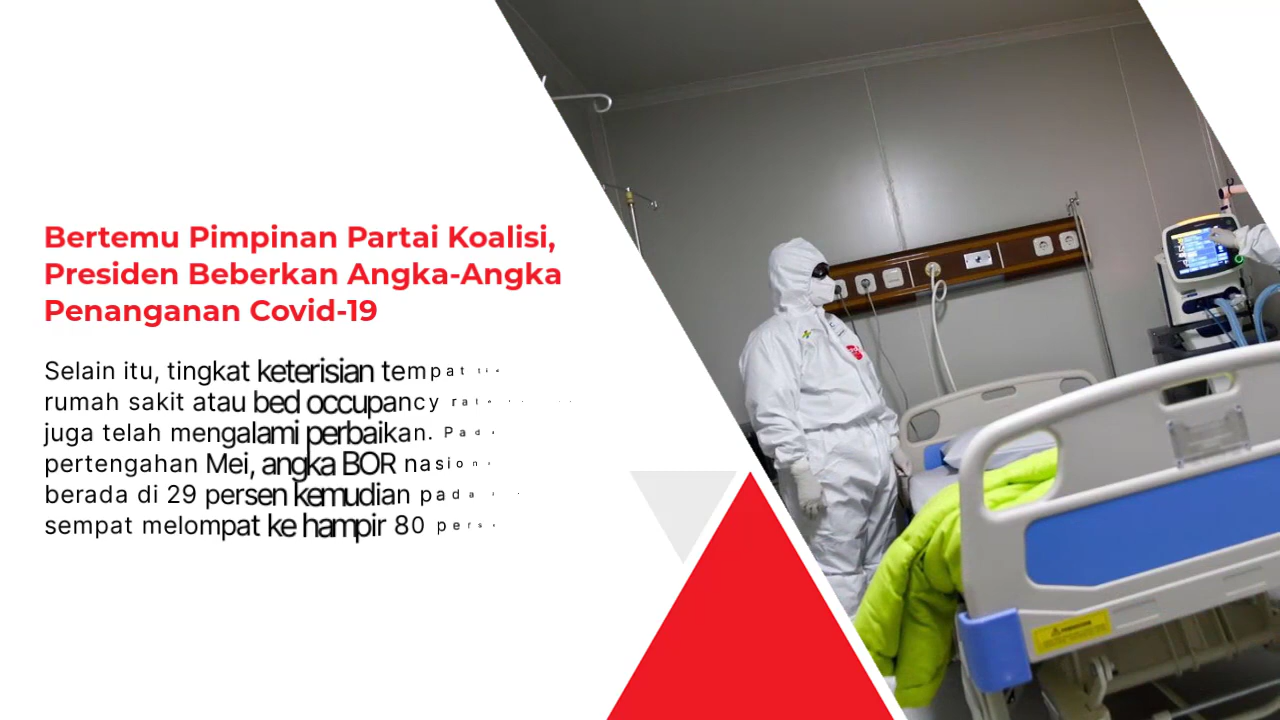 Bertemu Pimpinan Partai Koalisi,
Presiden Beberkan Angka-Angka
Penanganan Covid-19
Selain itu, tingkat keterisian tempat
rumah sakit atau bed occupancy
juga telah mengalami perbaikan.
pertengahan Mei, angka BOR
berada di 29 persen kemudian pada
sempat melompat ke hampir 80